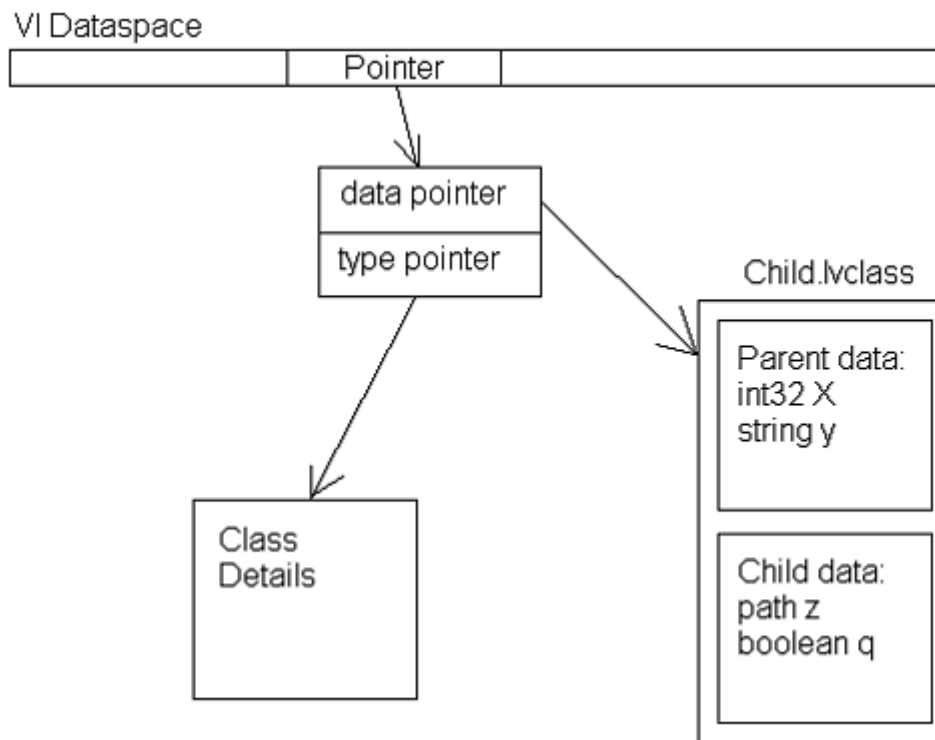 VI Dataspace
Pointer
data pointer
type pointer
Child.lvclass
Parent data:
int32 X
string y
Class
Details
Child data:
path z
boolean q